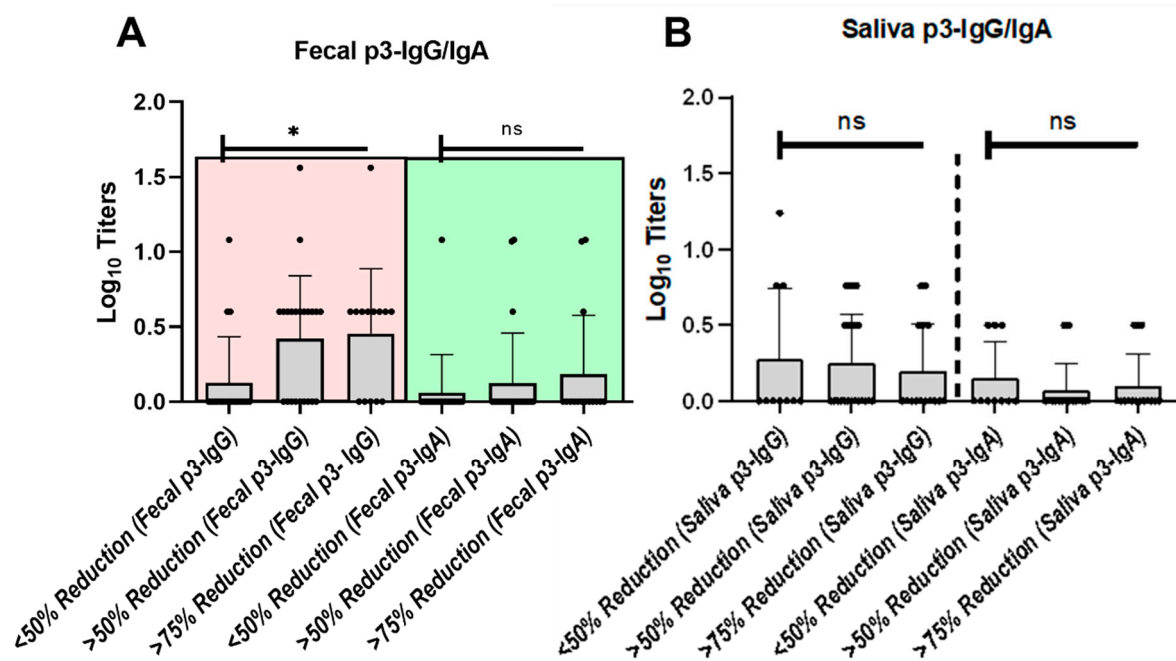 A
Fecal p3-IgG/IgA
Log10 Titers
2.0
1.5
1.0
0.5
0.0
*
ns
<50% Reduction (Fecal p3-IgG)
>50% Reduction (Fecal p3-IgG)
>75% Reduction (Fecal p3- IgG)
<50% Reduction (Fecal p3-IgA)
>50% Reduction (Fecal p3-IgA)
>75% Reduction (Fecal p3-IgA)
B
Saliva p3-IgG/IgA
Log10 Titers
2.0
1.5
1.0
0.5
0.0
ns
ns
<50% Reduction (Saliva p3-IgG)
>50% Reduction (Saliva p3-IgG)
>75% Reduction (Saliva p3-IgG)
<50% Reduction (Saliva p3-IgA)
>50% Reduction (Saliva p3-IgA)
>75% Reduction (Saliva p3-IgA)